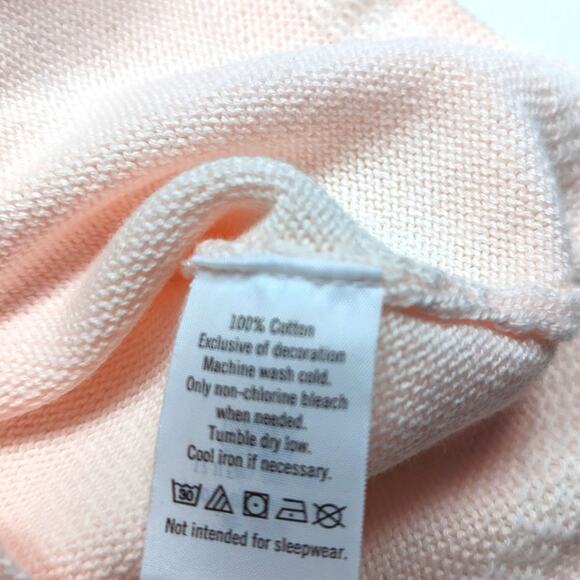 100% Cotton
Exclusive of decoration
Machine wash cold.
Only non-chlorine bleach
when needed.
Tumble dry low.
Cool iron if necessary.
30
Not intended for sleepwear.